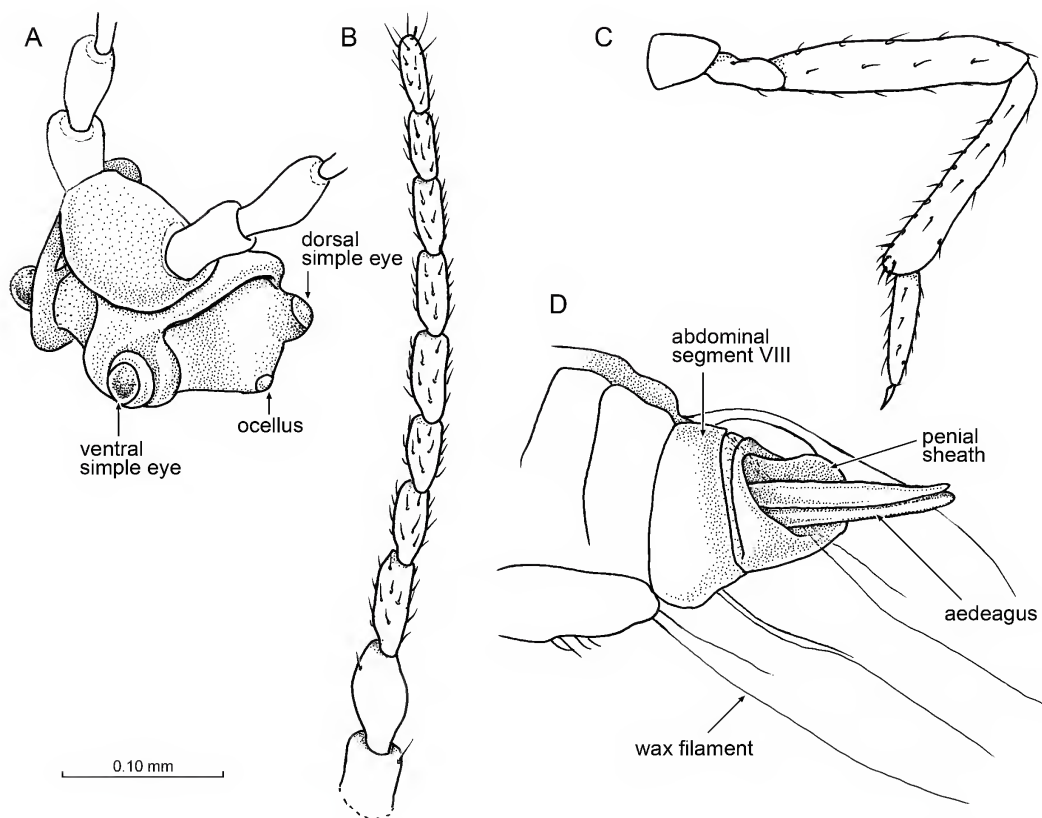 A
B
C
dorsal
simple eye
ventral
simple eye
ocellus
D
abdominal
segment VIII
penial
sheath
aedeagus
wax filament
0.10 mm